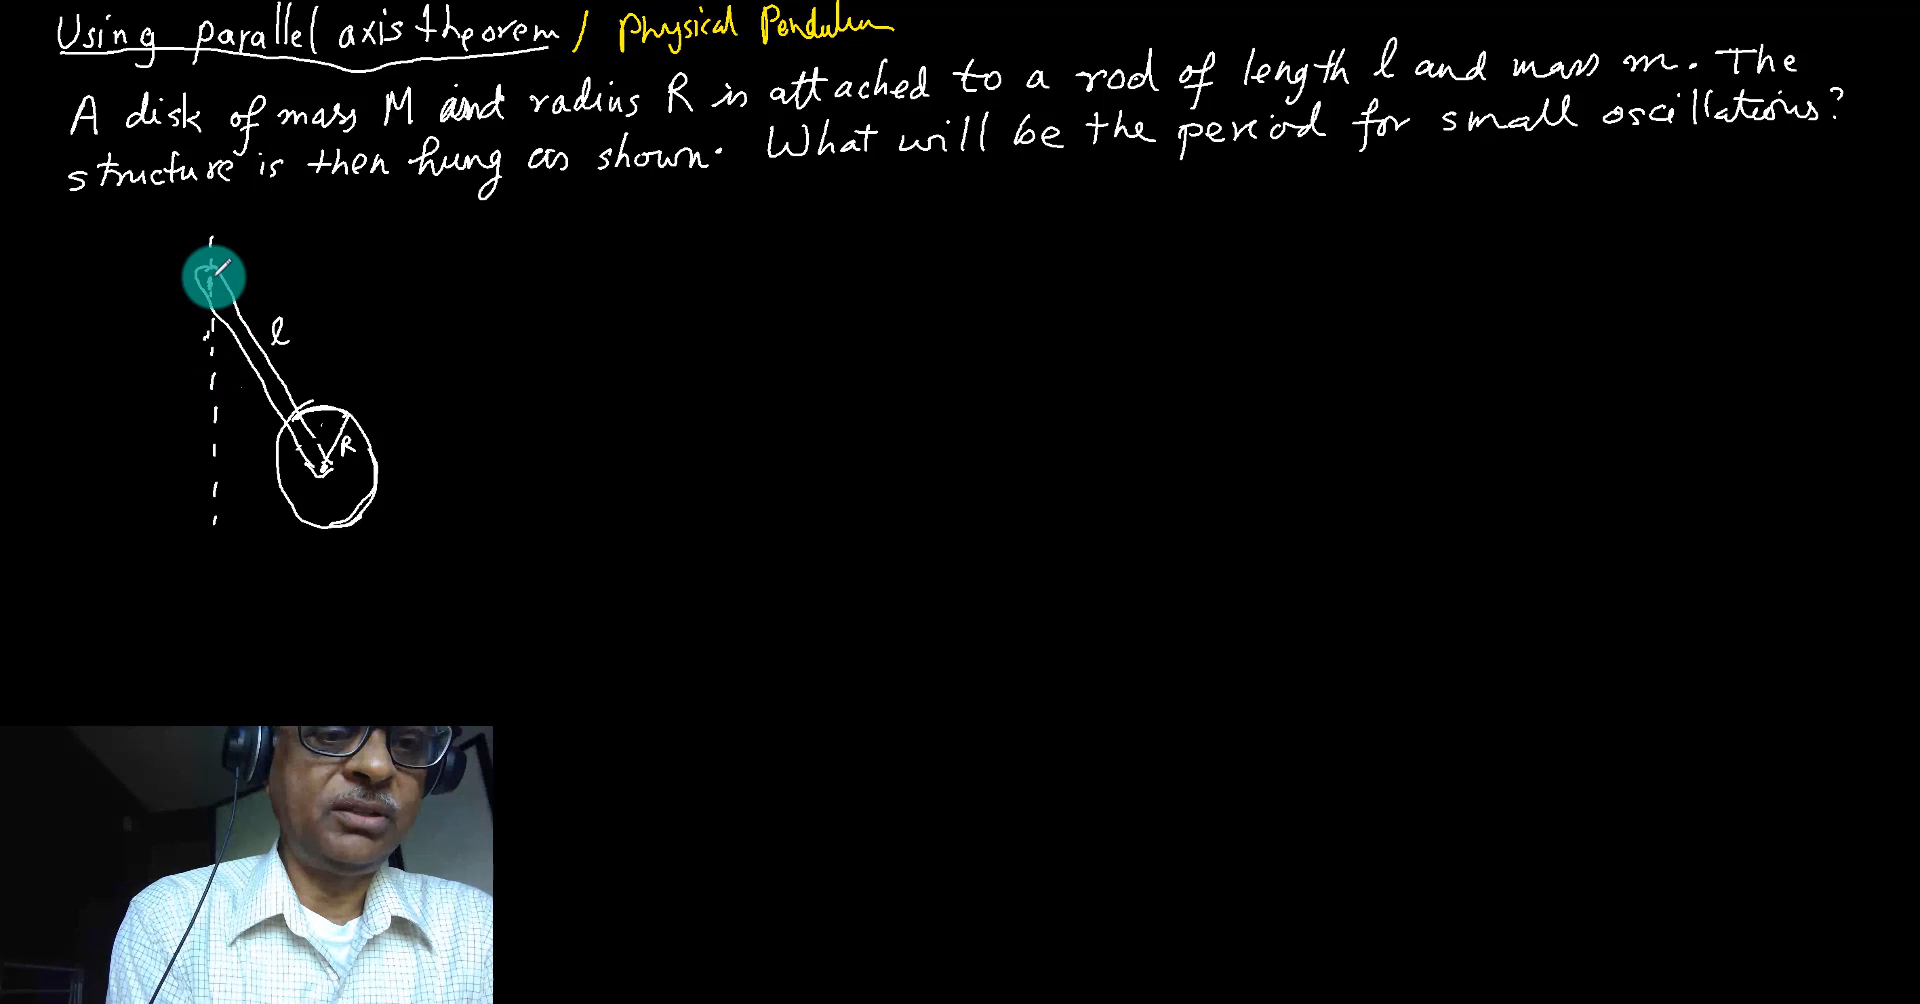 Using parallel axis theorem / Physical Pendulum
A disk of mass M and radius R is attached to a rod of length l and mass m. The
structure is then hung as shown. What will be the period for small oscillations?
l
R